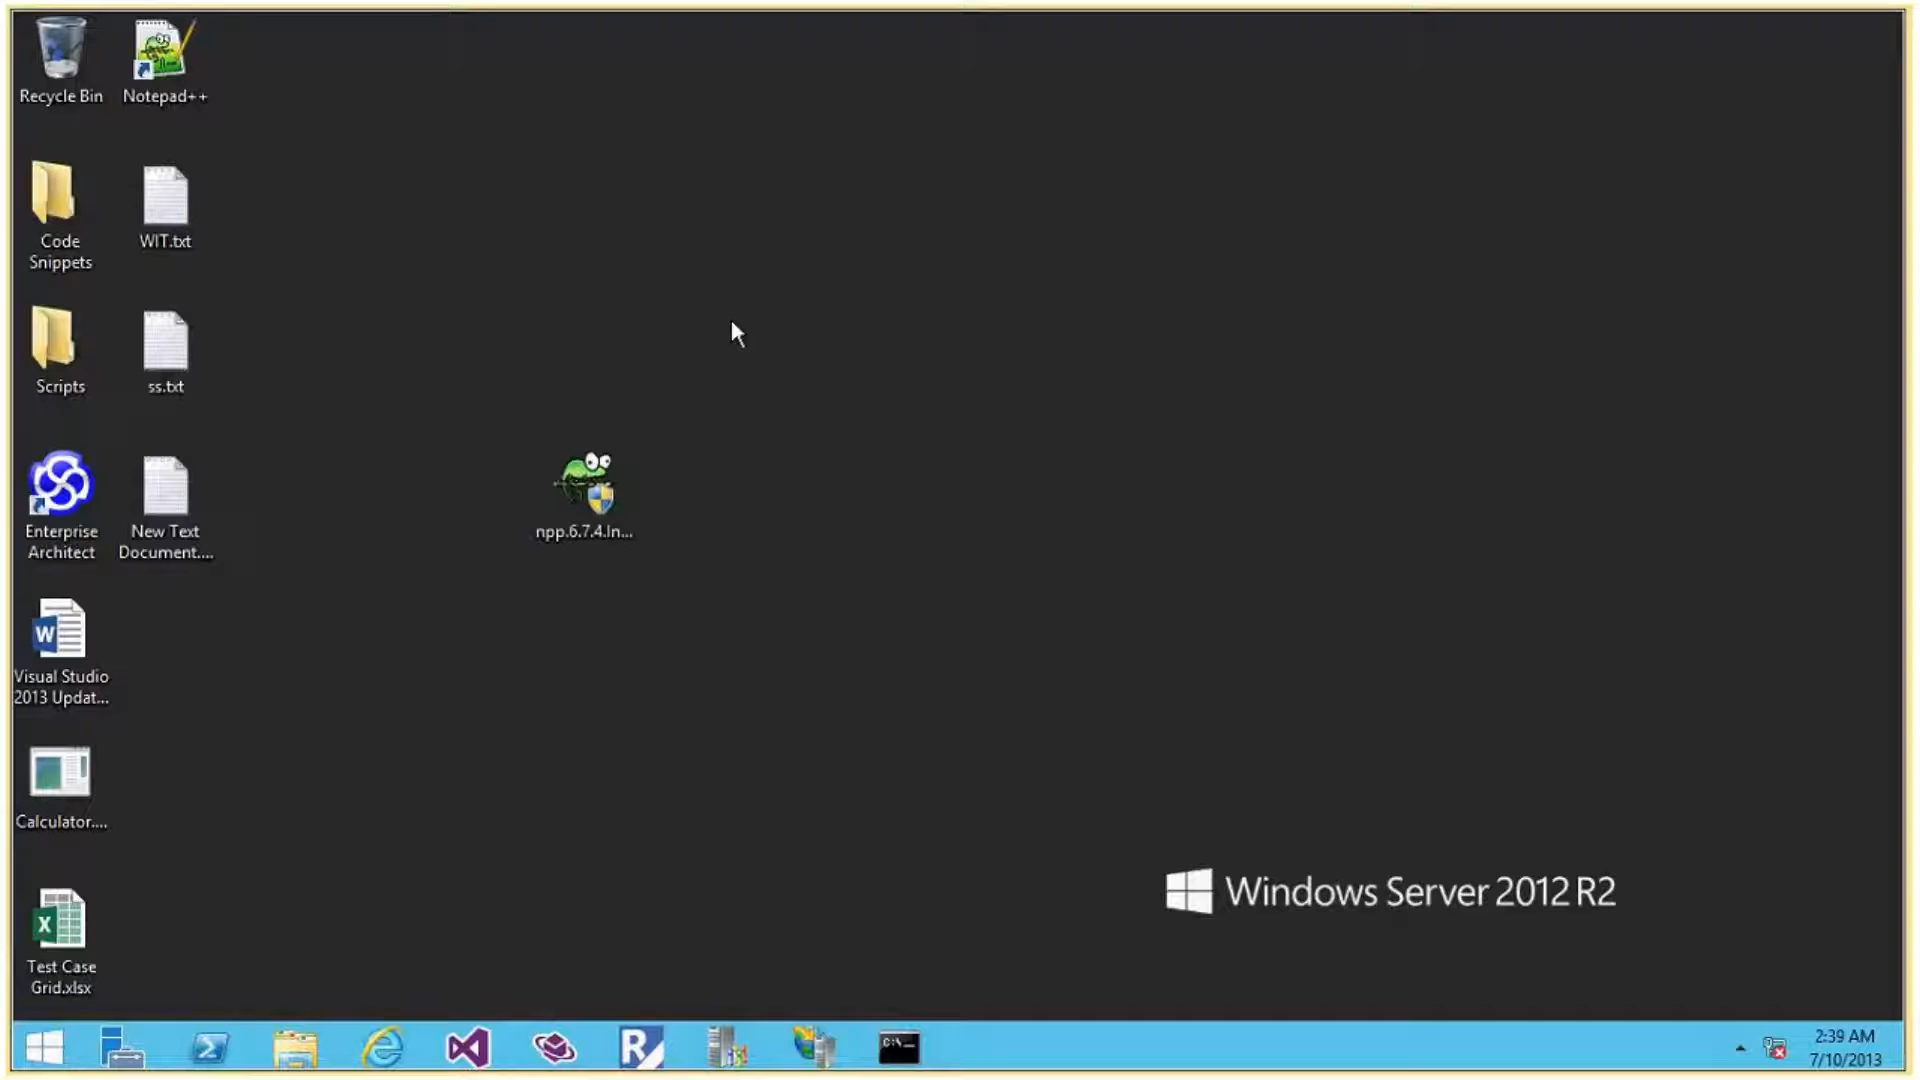 Recycle Bin
Notepad++
Code
Snippets
WIT.txt
Scripts
ss.txt
Enterprise
Architect
New Text
Document....
npp.6.7.4.In...
Visual Studio
2013 Updat...
Calculator....
Test Case
Grid.xlsx
Windows Server 2012 R2
2:39 AM
7/10/2013